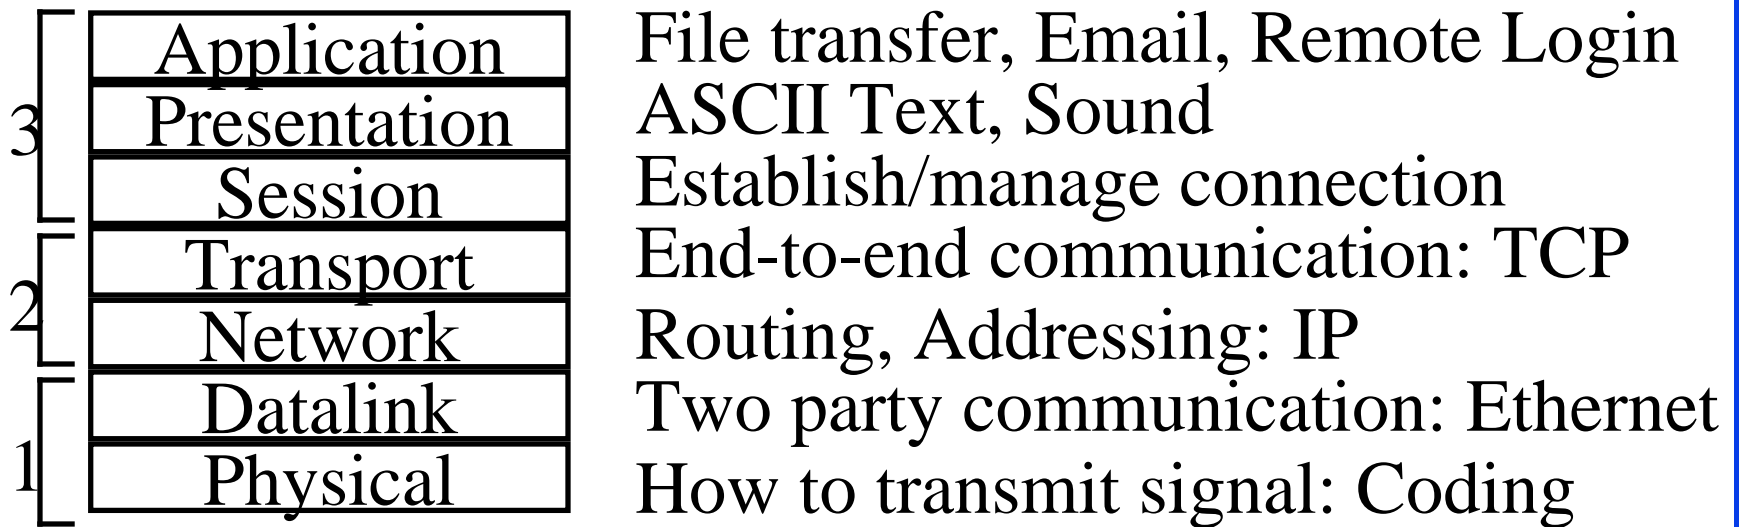 Application File transfer, Email, Remote Login
3 Presentation ASCII Text, Sound
Session Establish/manage connection
Transport End-to-end communication: TCP
2 Network Routing, Addressing: IP
Datalink Two party communication: Ethernet
1 Physical How to transmit signal: Coding